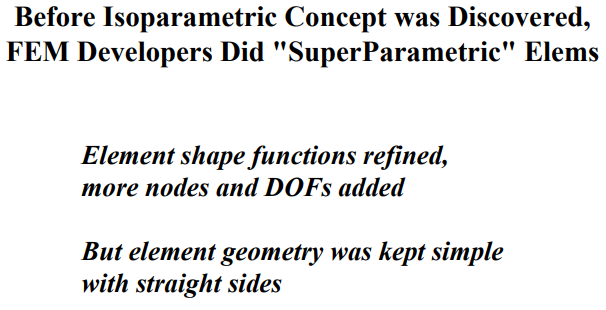 Before Isoparametric Concept was Discovered,
FEM Developers Did "SuperParametric" Elems
Element shape functions refined,
more nodes and DOFs added
But element geometry was kept simple
with straight sides